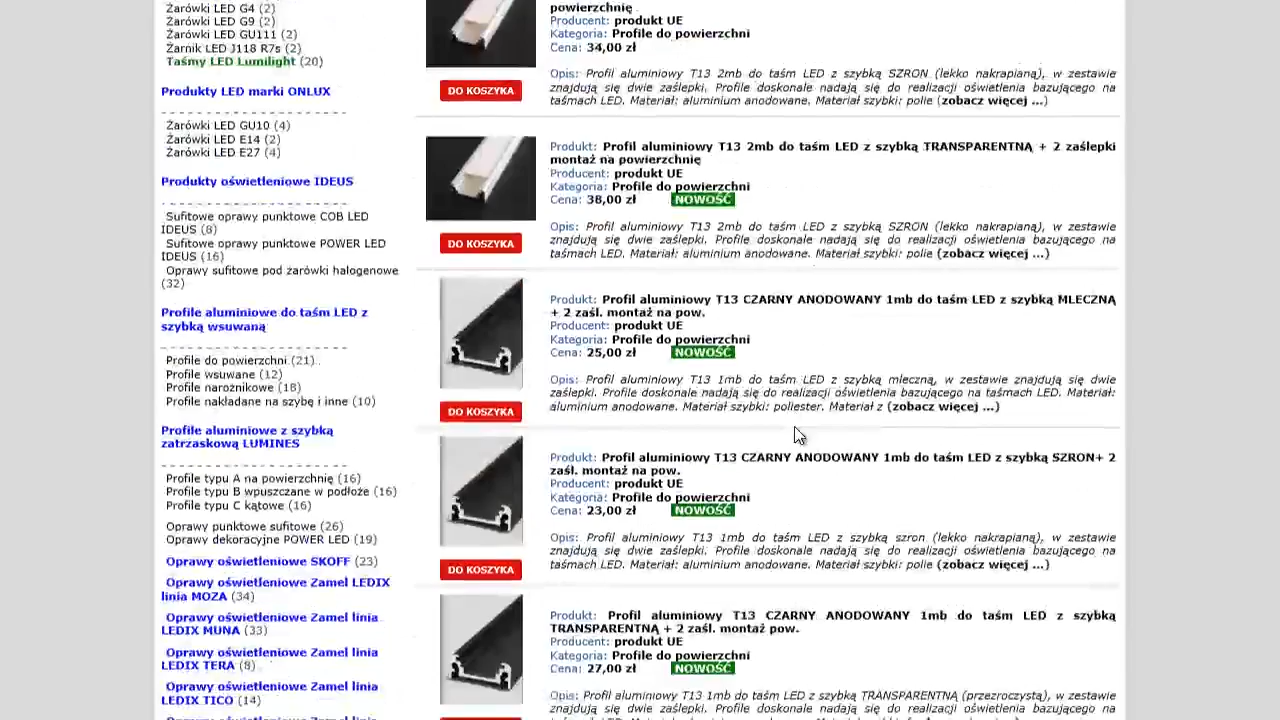 Żarówki LED G4 (2)
Żarówki LED G9 (2)
Żarówki LED GU111 (2)
Żarnik LED J118 R7s (2)
Taśmy LED Lumilight (20)
Produkty LED marki ONLUX
Żarówki LED GU10 (4)
Żarówki LED E14 (2)
Żarówki LED E27 (4)
Produkty oświetleniowe IDEUS
Sufitowe oprawy punktowe COB LED
IDEUS (8)
Sufitowe oprawy punktowe POWER LED
IDEUS (16)
Oprawy sufitowe pod żarówki halogenowe
(32)
Profile aluminiowe do taśm LED z
szybką wsuwaną
Profile do powierzchni (21)
Profile wsuwane (12)
Profile narożnikowe (18)
Profile nakładane na szybę i inne (10)
Profile aluminiowe z szybką
zatrzaskową LUMINES
Profile typu A na powierzchnię (16)
Profile typu B wpuszczane w podłoże (16)
Profile typu C kątowe (16)
Oprawy punktowe sufitowe (26)
Oprawy dekoracyjne POWER LED (19)
Oprawy oświetleniowe SKOFF (23)
Oprawy oświetleniowe Zamel LEDIX
linia MOZA (34)
Oprawy oświetleniowe Zamel linia
LEDIX MUNA (33)
Oprawy oświetleniowe Zamel linia
LEDIX TERA (8)
Oprawy oświetleniowe Zamel linia
LEDIX TICO (14)
powierzchnię
Producent: produkt UE
Kategoria: Profile do powierzchni
Cena: 34,00 zł
DO KOSZYKA
Opis: Profil aluminiowy T13 2mb do taśm LED z szybką SZRON (lekko nakrapianą), w zestawie
znajdują się dwie zaślepki. Profile doskonale nadają się do realizacji oświetlenia bazującego na
taśmach LED. Materiał: aluminium anodowane. Materiał szybki: polie (zobacz więcej ...)
Produkt: Profil aluminiowy T13 2mb do taśm LED z szybką TRANSPARENTNĄ + 2 zaślepki
montaż na powierzchnię
Producent: produkt UE
Kategoria: Profile do powierzchni
Cena: 38,00 zł NOWOŚĆ
DO KOSZYKA
Opis: Profil aluminiowy T13 2mb do taśm LED z szybką SZRON (lekko nakrapianą), w zestawie
znajdują się dwie zaślepki. Profile doskonale nadają się do realizacji oświetlenia bazującego na
taśmach LED. Materiał: aluminium anodowane. Materiał szybki: polie (zobacz więcej ...)
Produkt: Profil aluminiowy T13 CZARNY ANODOWANY 1mb do taśm LED z szybką MLECZNĄ
+ 2 zaśl. montaż na pow.
Producent: produkt UE
Kategoria: Profile do powierzchni
Cena: 25,00 zł NOWOŚĆ
Opis: Profil aluminiowy T13 1mb do taśm LED z szybką mleczną, w zestawie znajdują się dwie
zaślepki. Profile doskonale nadają się do realizacji oświetlenia bazującego na taśmach LED. Materiał:
aluminium anodowane. Materiał szybki: poliester. Materiał z (zobacz więcej ...)
DO KOSZYKA
Produkt: Profil aluminiowy T13 CZARNY ANODOWANY 1mb do taśm LED z szybką SZRON+ 2
zaśl. montaż na pow.
Producent: produkt UE
Kategoria: Profile do powierzchni
Cena: 23,00 zł NOWOŚĆ
Opis: Profil aluminiowy T13 1mb do taśm LED z szybką szron (lekko nakrapianą), w zestawie
znajdują się dwie zaślepki. Profile doskonale nadają się do realizacji oświetlenia bazującego na
taśmach LED. Materiał: aluminium anodowane. Materiał szybki: polie (zobacz więcej ...)
DO KOSZYKA
Produkt: Profil aluminiowy T13 CZARNY ANODOWANY 1mb do taśm LED z szybką
TRANSPARENTNĄ + 2 zaśl. montaż pow.
Producent: produkt UE
Kategoria: Profile do powierzchni
Cena: 27,00 zł NOWOŚĆ
Opis: Profil aluminiowy T13 1mb do taśm LED z szybką TRANSPARENTNĄ (przezroczystą), w zestawie